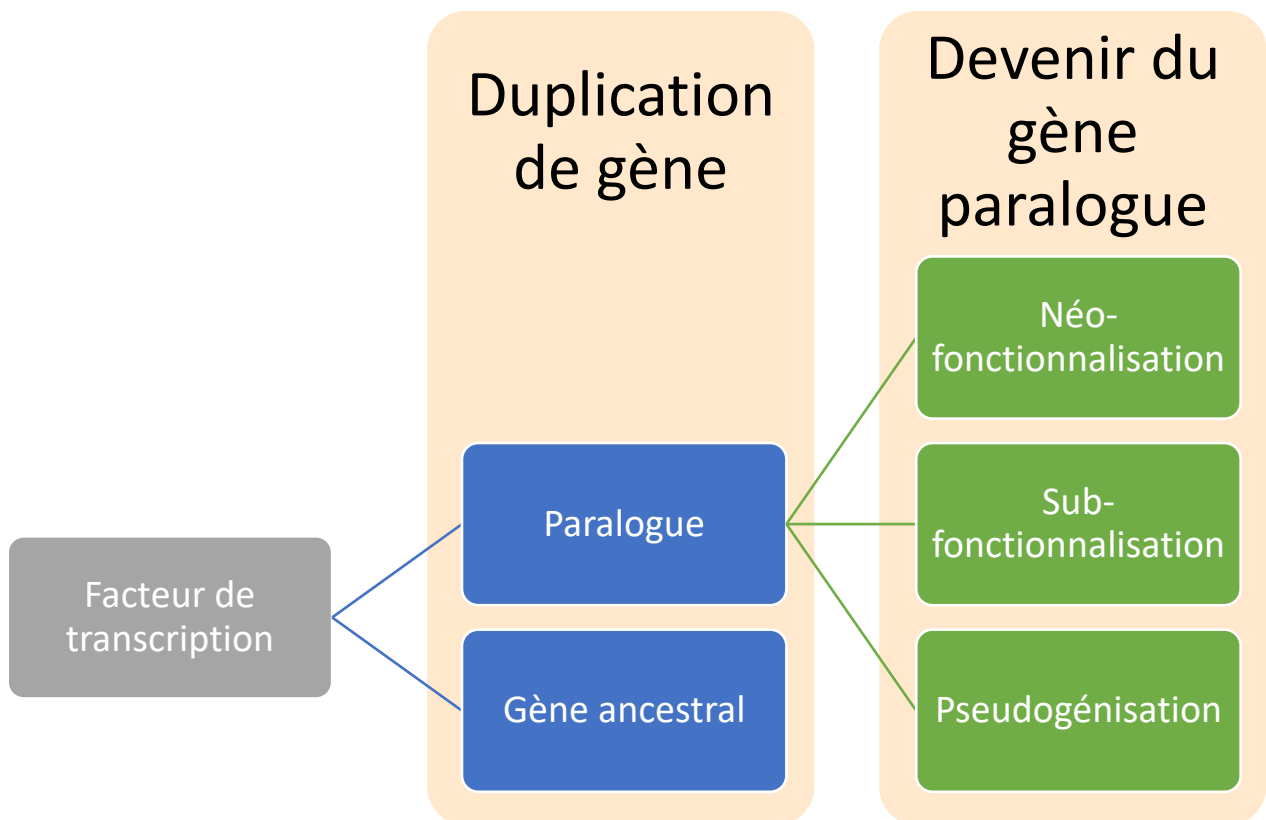 Duplication
de gène
Devenir du
gène
paralogue
Néo-
fonctionnalisation
Sub-
fonctionnalisation
Pseudogénisation
Paralogue
Gène ancestral
Facteur de
transcription